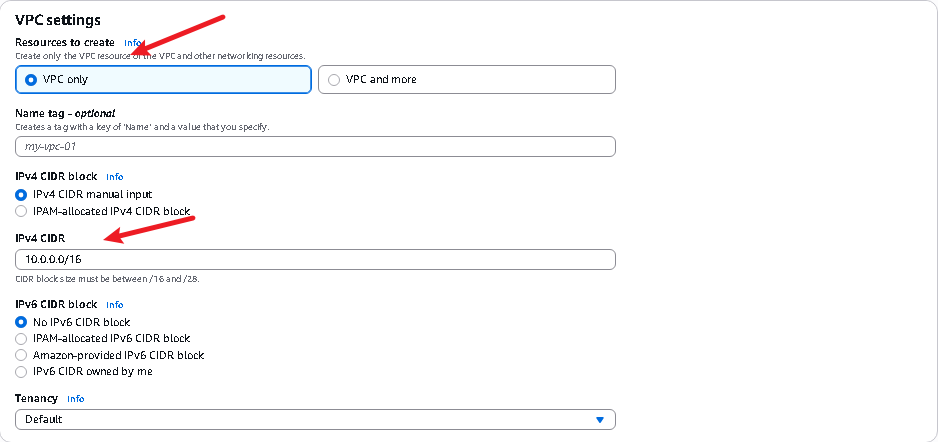 VPC settings
Resources to create Info
Create only the VPC resource or the VPC and other networking resources.
VPC only
VPC and more
Name tag - optional
Creates a tag with a key of 'Name' and a value that you specify.
my-vpc-01
IPv4 CIDR block Info
IPv4 CIDR manual input
IPAM-allocated IPv4 CIDR block
IPv4 CIDR
10.0.0.0/16
CIDR block size must be between /16 and /28.
IPv6 CIDR block Info
No IPv6 CIDR block
IPAM-allocated IPv6 CIDR block
Amazon-provided IPv6 CIDR block
IPv6 CIDR owned by me
Tenancy Info
Default